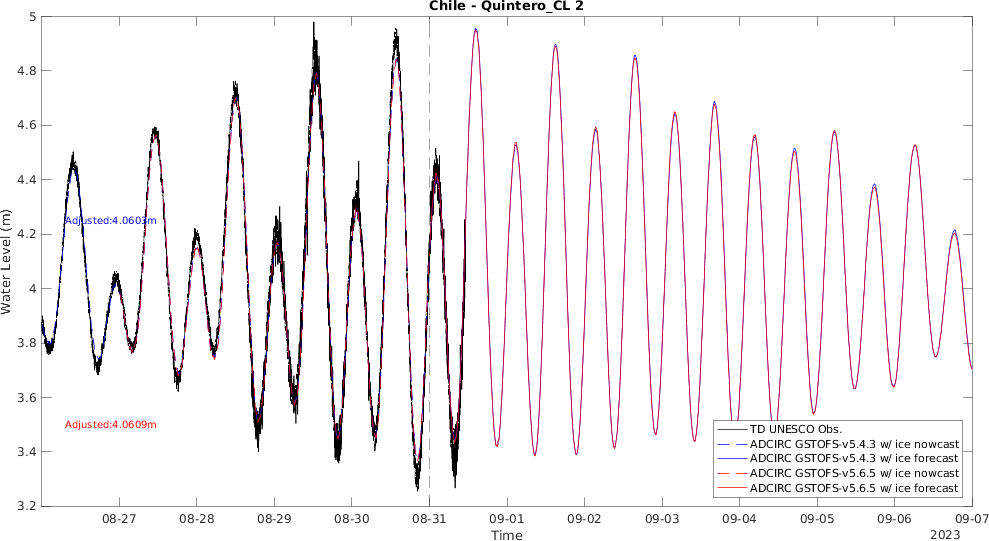 Chile - Quintero_CL 2
5
4.8
4.6
4.4
4.2
4
3.8
3.6
3.4
3.2
Water Level (m)
Adjusted:4.0603m
Adjusted:4.0609m
TD UNESCO Obs.
ADCIRC GSTOFS-v5.4.3 w/ ice nowcast
ADCIRC GSTOFS-v5.4.3 w/ ice forecast
ADCIRC GSTOFS-v5.6.5 w/ ice nowcast
ADCIRC GSTOFS-v5.6.5 w/ ice forecast
08-27 08-28 08-29 08-30 08-31 09-01 09-02 09-03 09-04 09-05 09-06 09-07
Time
2023